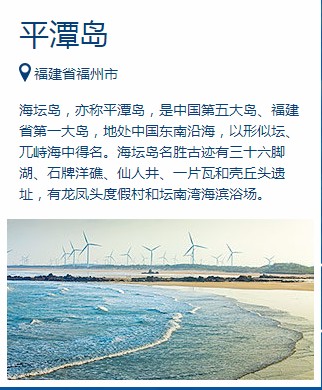 平潭岛
福建省福州市
海坛岛，亦称平潭岛，是中国第五大岛、福建
省第一大岛，地处中国东南沿海，以形似坛、
兀峙海中得名。海坛岛名胜古迹有三十六脚
湖、石牌洋礁、仙人井、一片瓦和壳丘头遗
址，有龙凤头度假村和坛南湾海滨浴场。